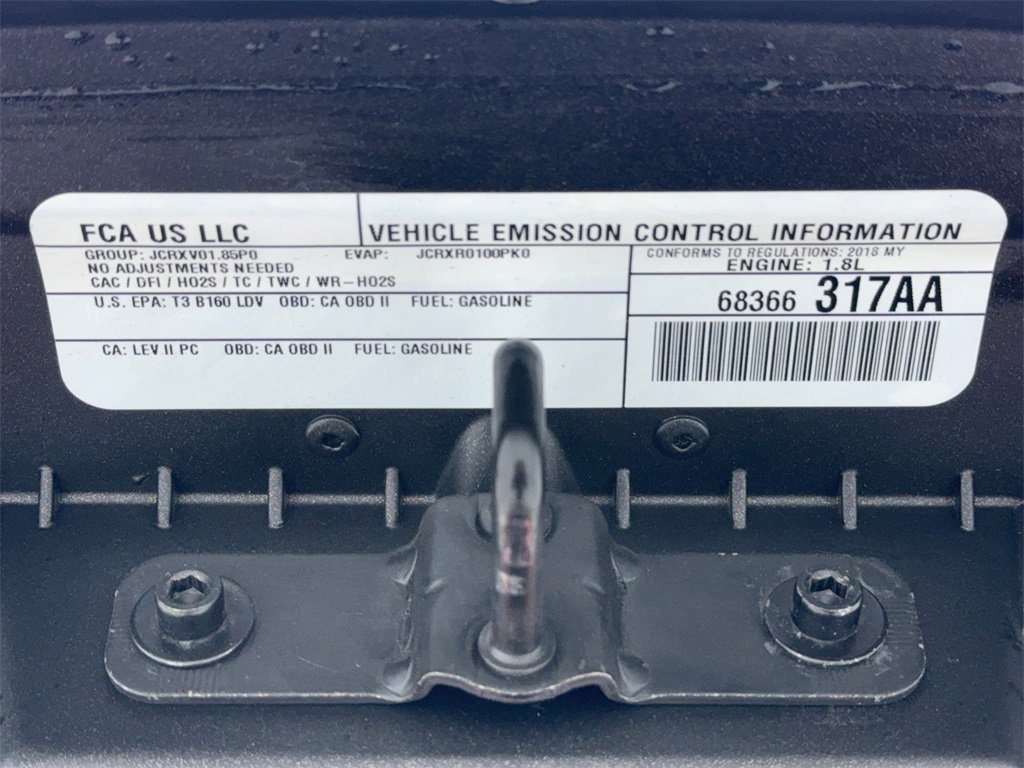 FCA US LLC
VEHICLE EMISSION CONTROL INFORMATION
GROUP: JCRXV01.85P0 EVAP: JCRXR0100PK0
NO ADJUSTMENTS NEEDED
CAC / DFI / HO2S / TC / TWC / WR-HO2S
CONFORMS TO REGULATIONS: 2018 MY
ENGINE: 1.8L
U.S. EPA: T3 B160 LDV OBD: CA OBD II FUEL: GASOLINE
68366 317AA
CA: LEV II PC OBD: CA OBD II FUEL: GASOLINE